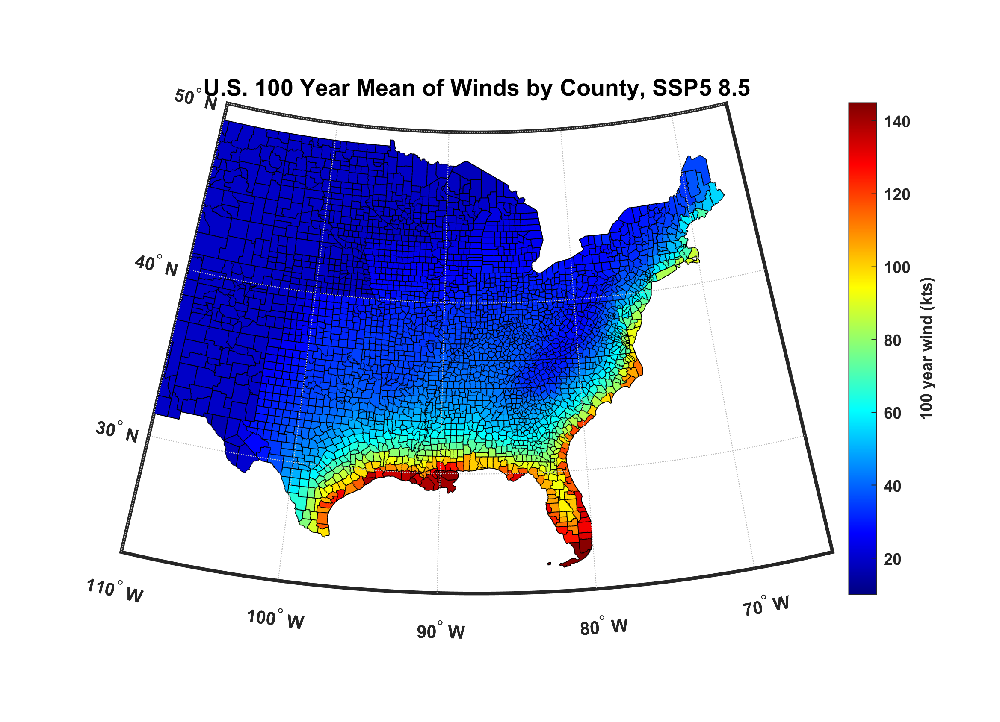 U.S. 100 Year Mean of Winds by County, SSP5 8.5
50° N
40° N
30° N
110° W
100° W
90° W
80° W
70° W
140
120
100
80
60
40
20
100 year wind (kts)